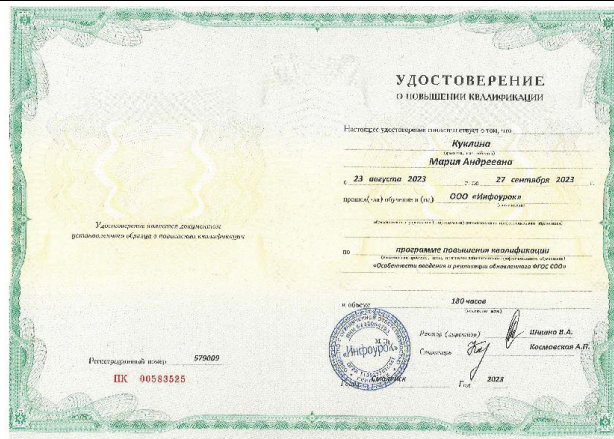 УДОСТОВЕРЕНИЕ
О ПОВЫШЕНИИ КВАЛИФИКАЦИИ
Настоящее удостоверение свидетельствует о том, что
Куклина
Мария Андреевна
с 23 августа 2023 г. по 27 сентября 2023 г.
прошел(-ла) обучение в (на) ООО «Инфоурок»
по программе повышения квалификации
«Особенности введения и реализации обновленного ФГОС СОО»
в объеме 180 часов
Ректор (директор) Шишко В.А.
Секретарь Космовская А.П.
Смоленск Год 2023
Удостоверение является документом
установленного образца о повышении квалификации
Регистрационный номер 579009
ПК 00583525
«Инфоурок»
М.П.